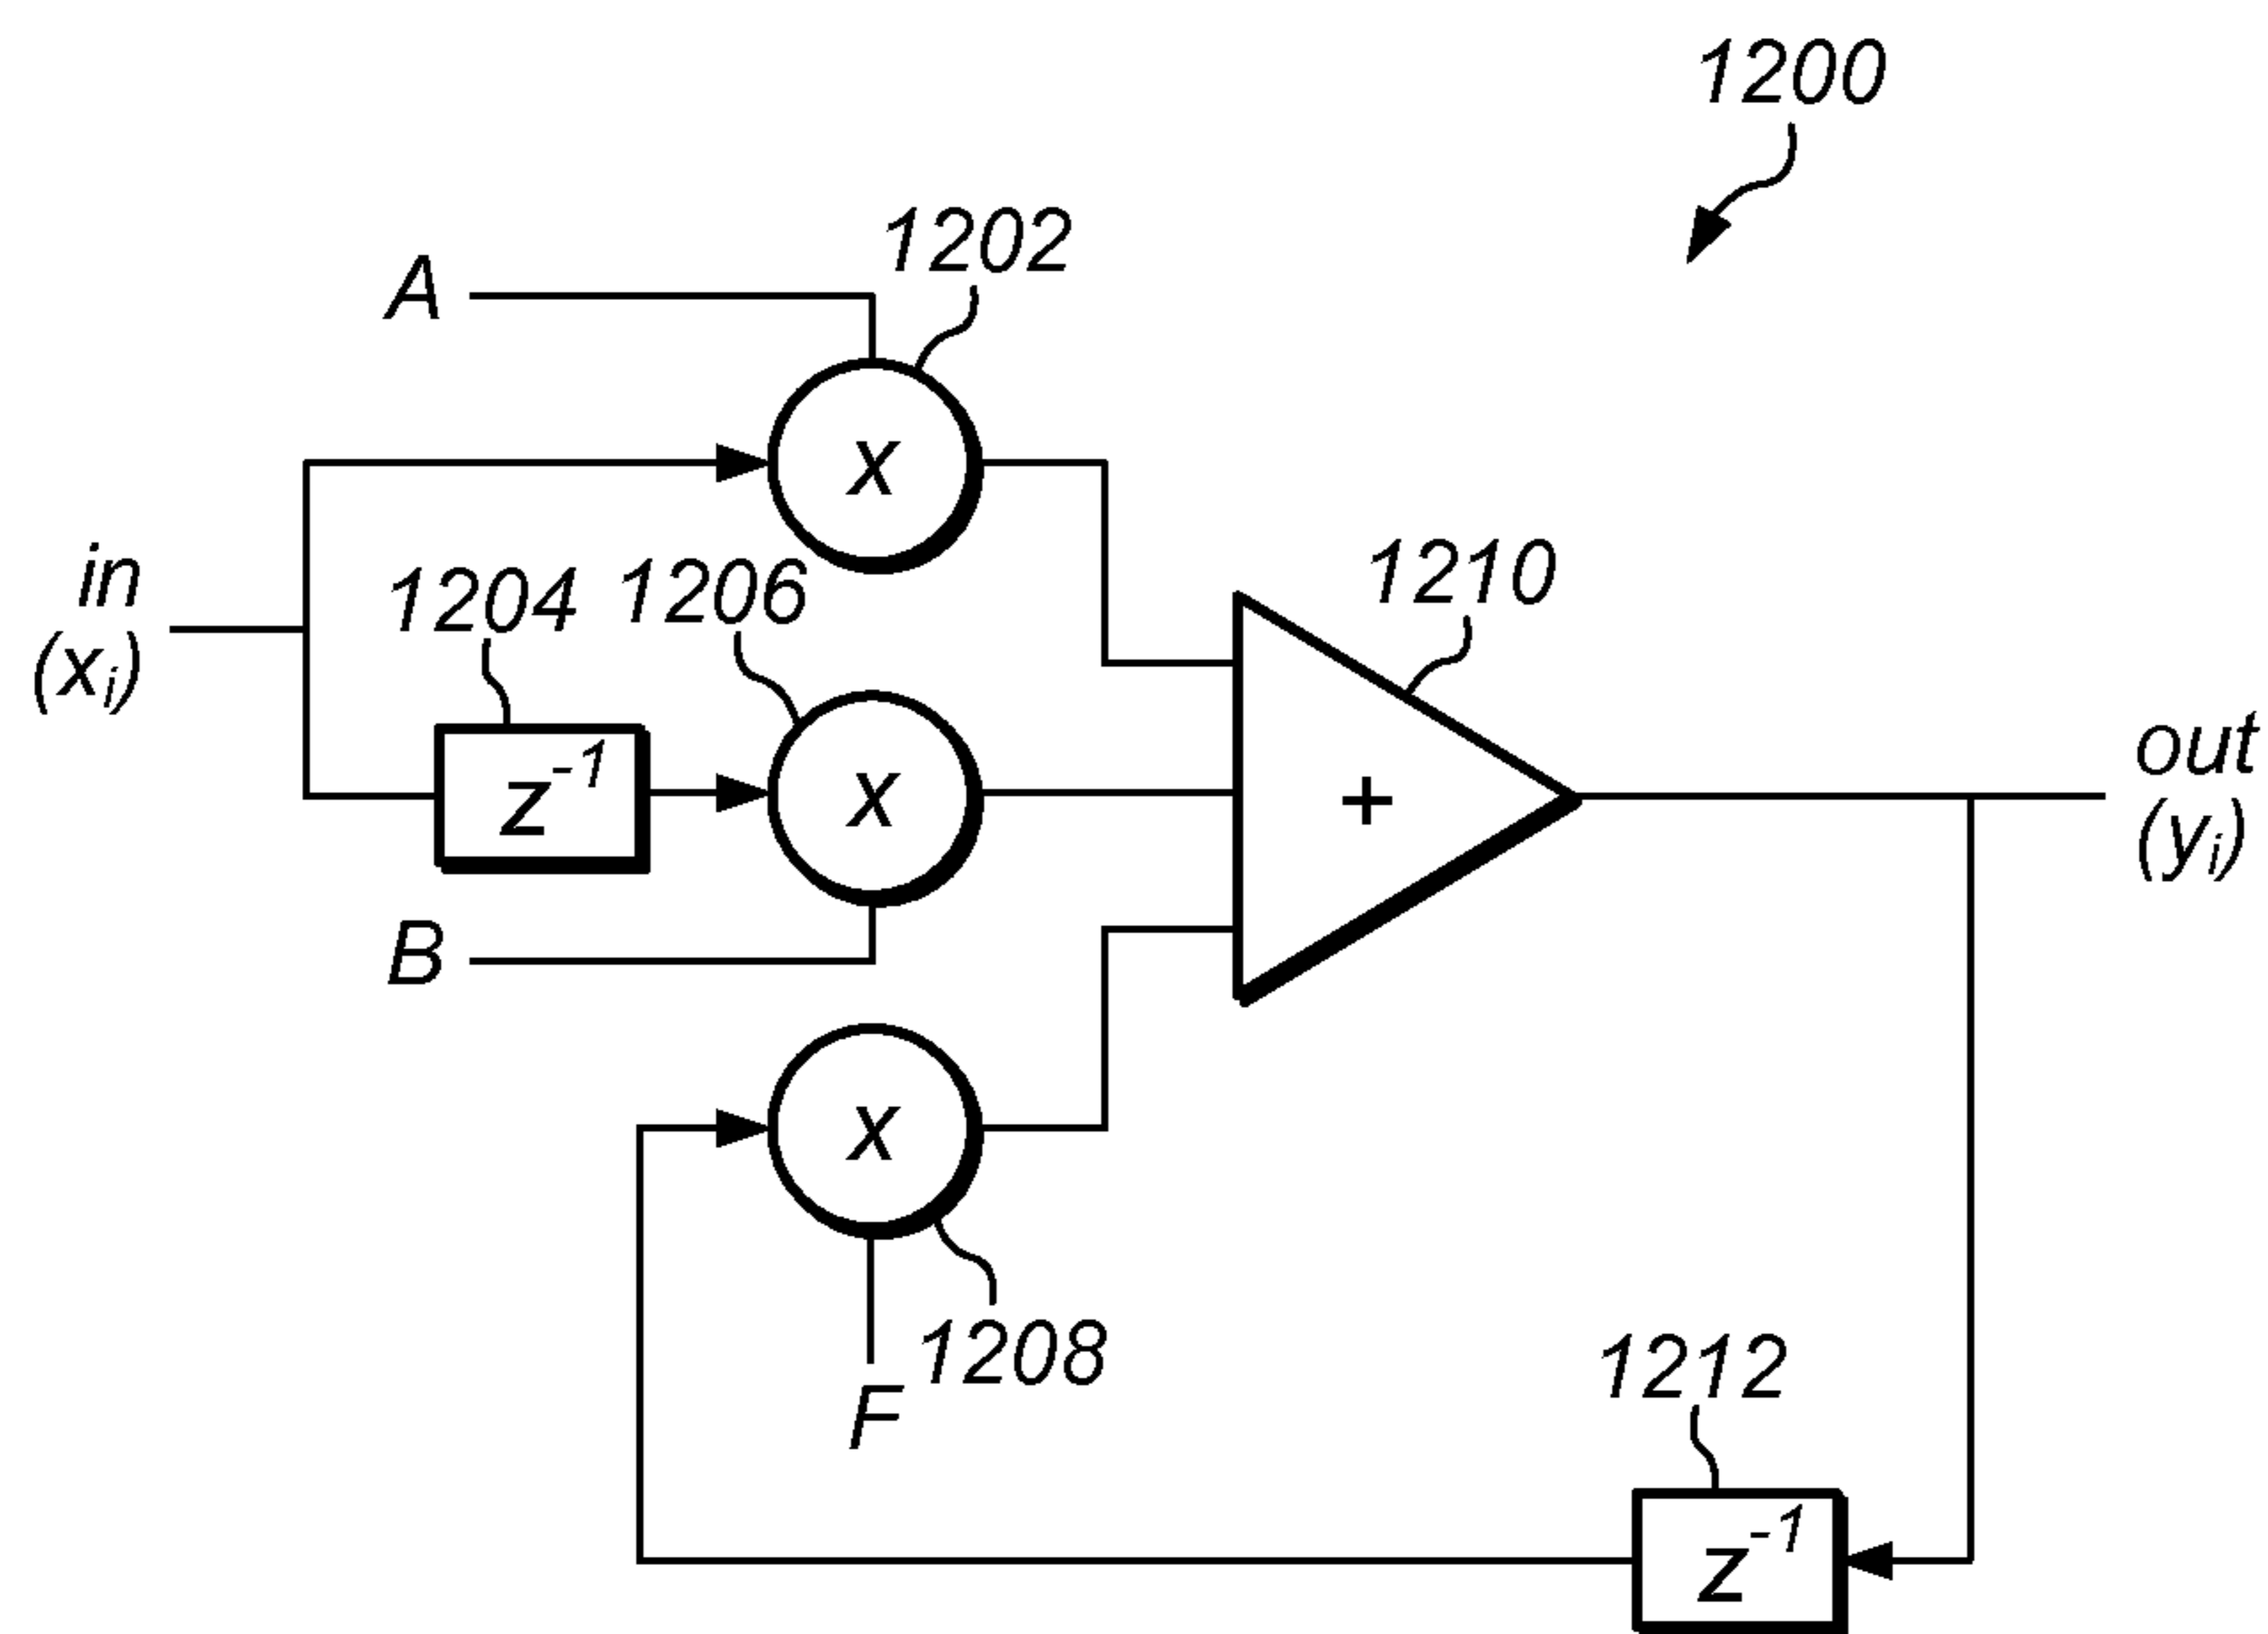 1200
1202
A
x
in
(xᵢ)
1204
1206
1210
z⁻¹
x
+
out
(yᵢ)
B
x
1208
F
1212
z⁻¹